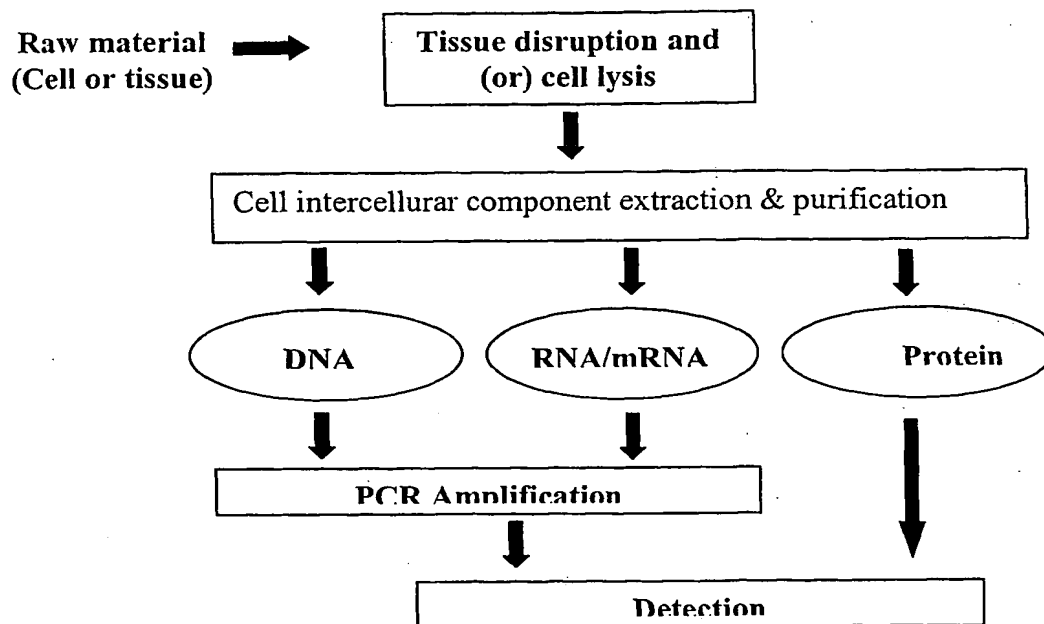 Raw material
(Cell or tissue)
Tissue disruption and
(or) cell lysis
Cell intercellurar component extraction & purification
DNA
RNA/mRNA
Protein
PCR Amplification
Detection